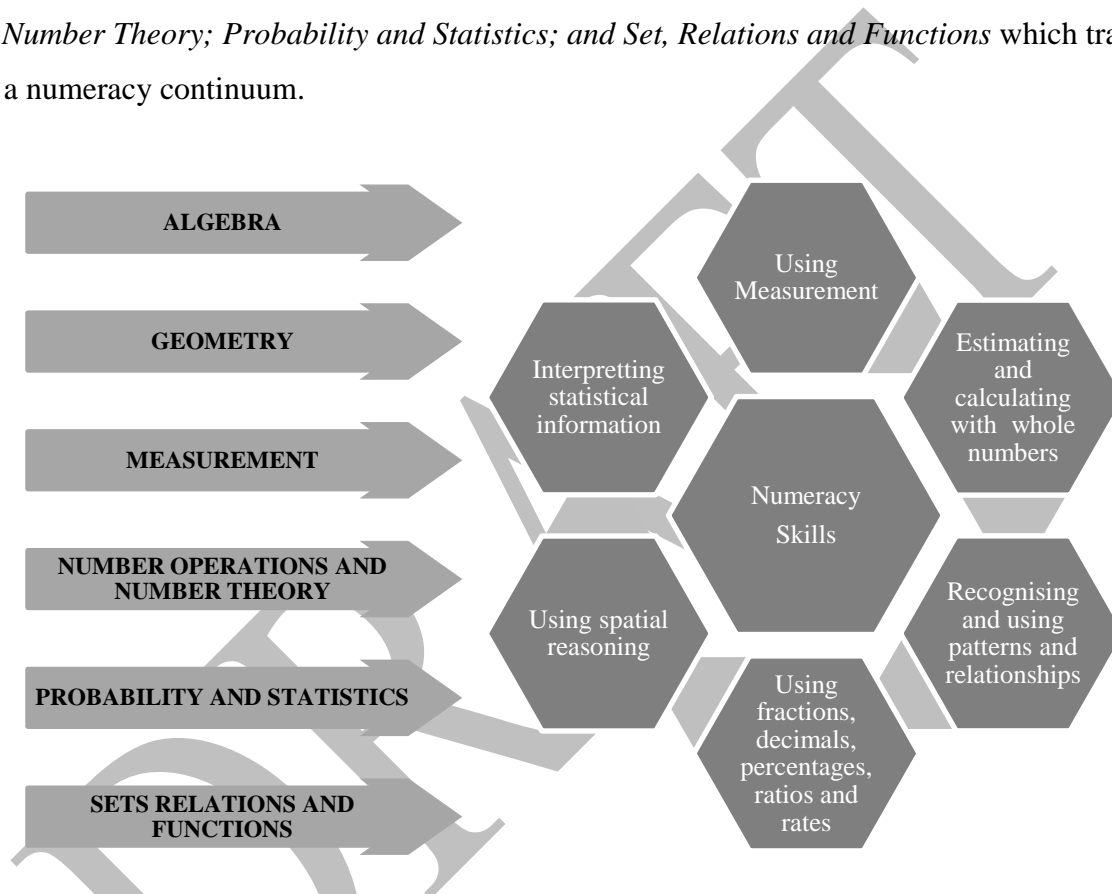 Number Theory; Probability and Statistics; and Set, Relations and Functions which
a numeracy continuum.
ALGEBRA
GEOMETRY
MEASUREMENT
NUMBER OPERATIONS AND
NUMBER THEORY
PROBABILITY AND STATISTICS
SETS RELATIONS AND
FUNCTIONS
Using
Measurement
Interpretting
statistical
information
Estimating
and
calculating
with whole
numbers
Numeracy
Skills
Using spatial
reasoning
Recognising
and using
patterns and
relationships
Using
fractions,
decimals,
percentages,
ratios and
rates
DRAFT